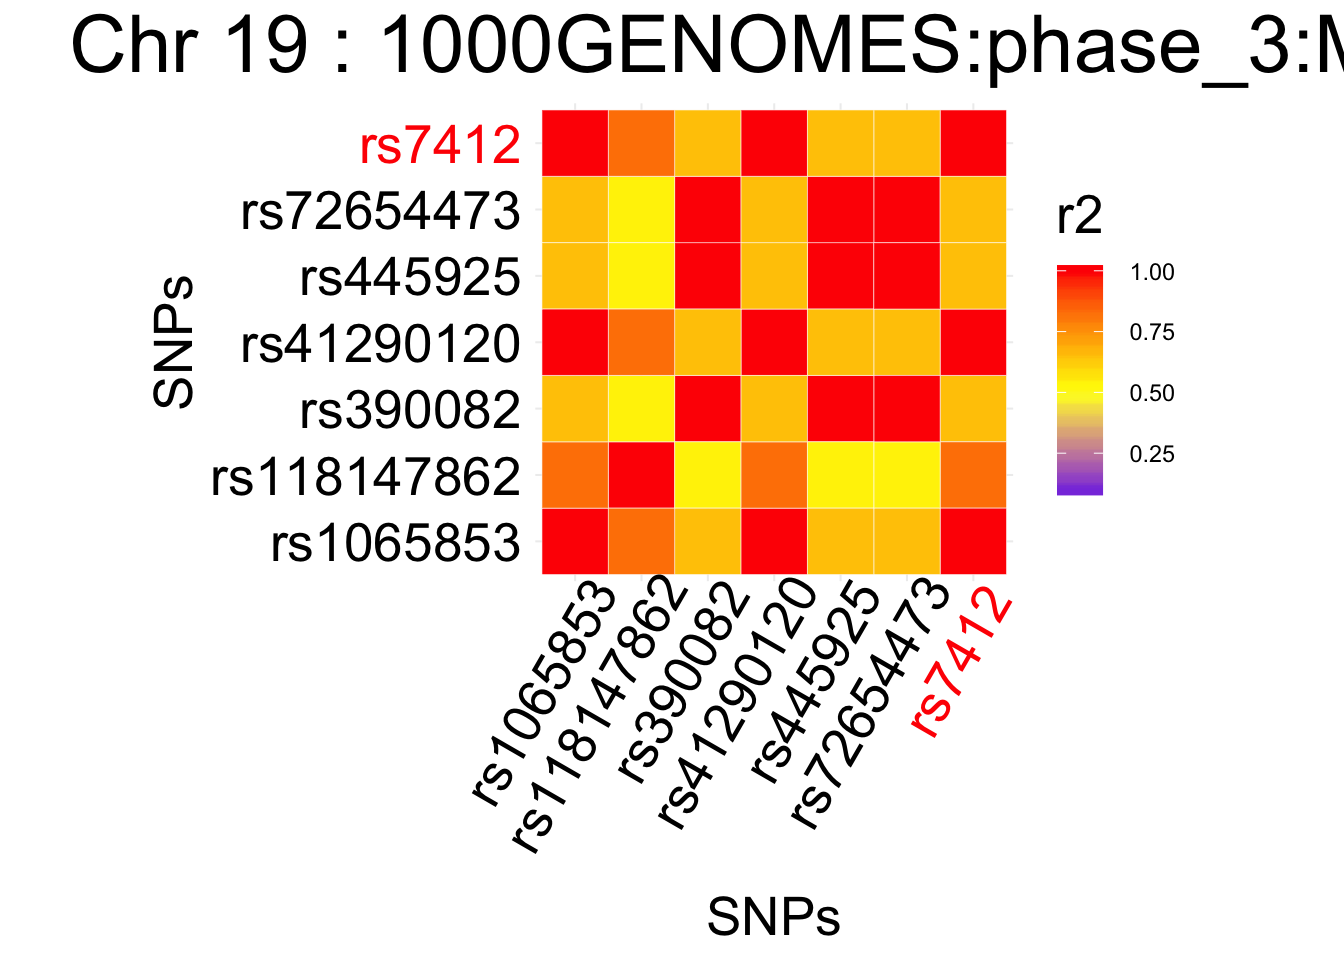 Chr 19 : 1000GENOMES:phase_3:M
rs7412
rs72654473
rs445925
rs41290120
rs390082
rs118147862
rs1065853
SNPs
r2
1.00
0.75
0.50
0.25
rs1065853
rs118147862
rs390082
rs41290120
rs445925
rs72654473
rs7412
SNPs